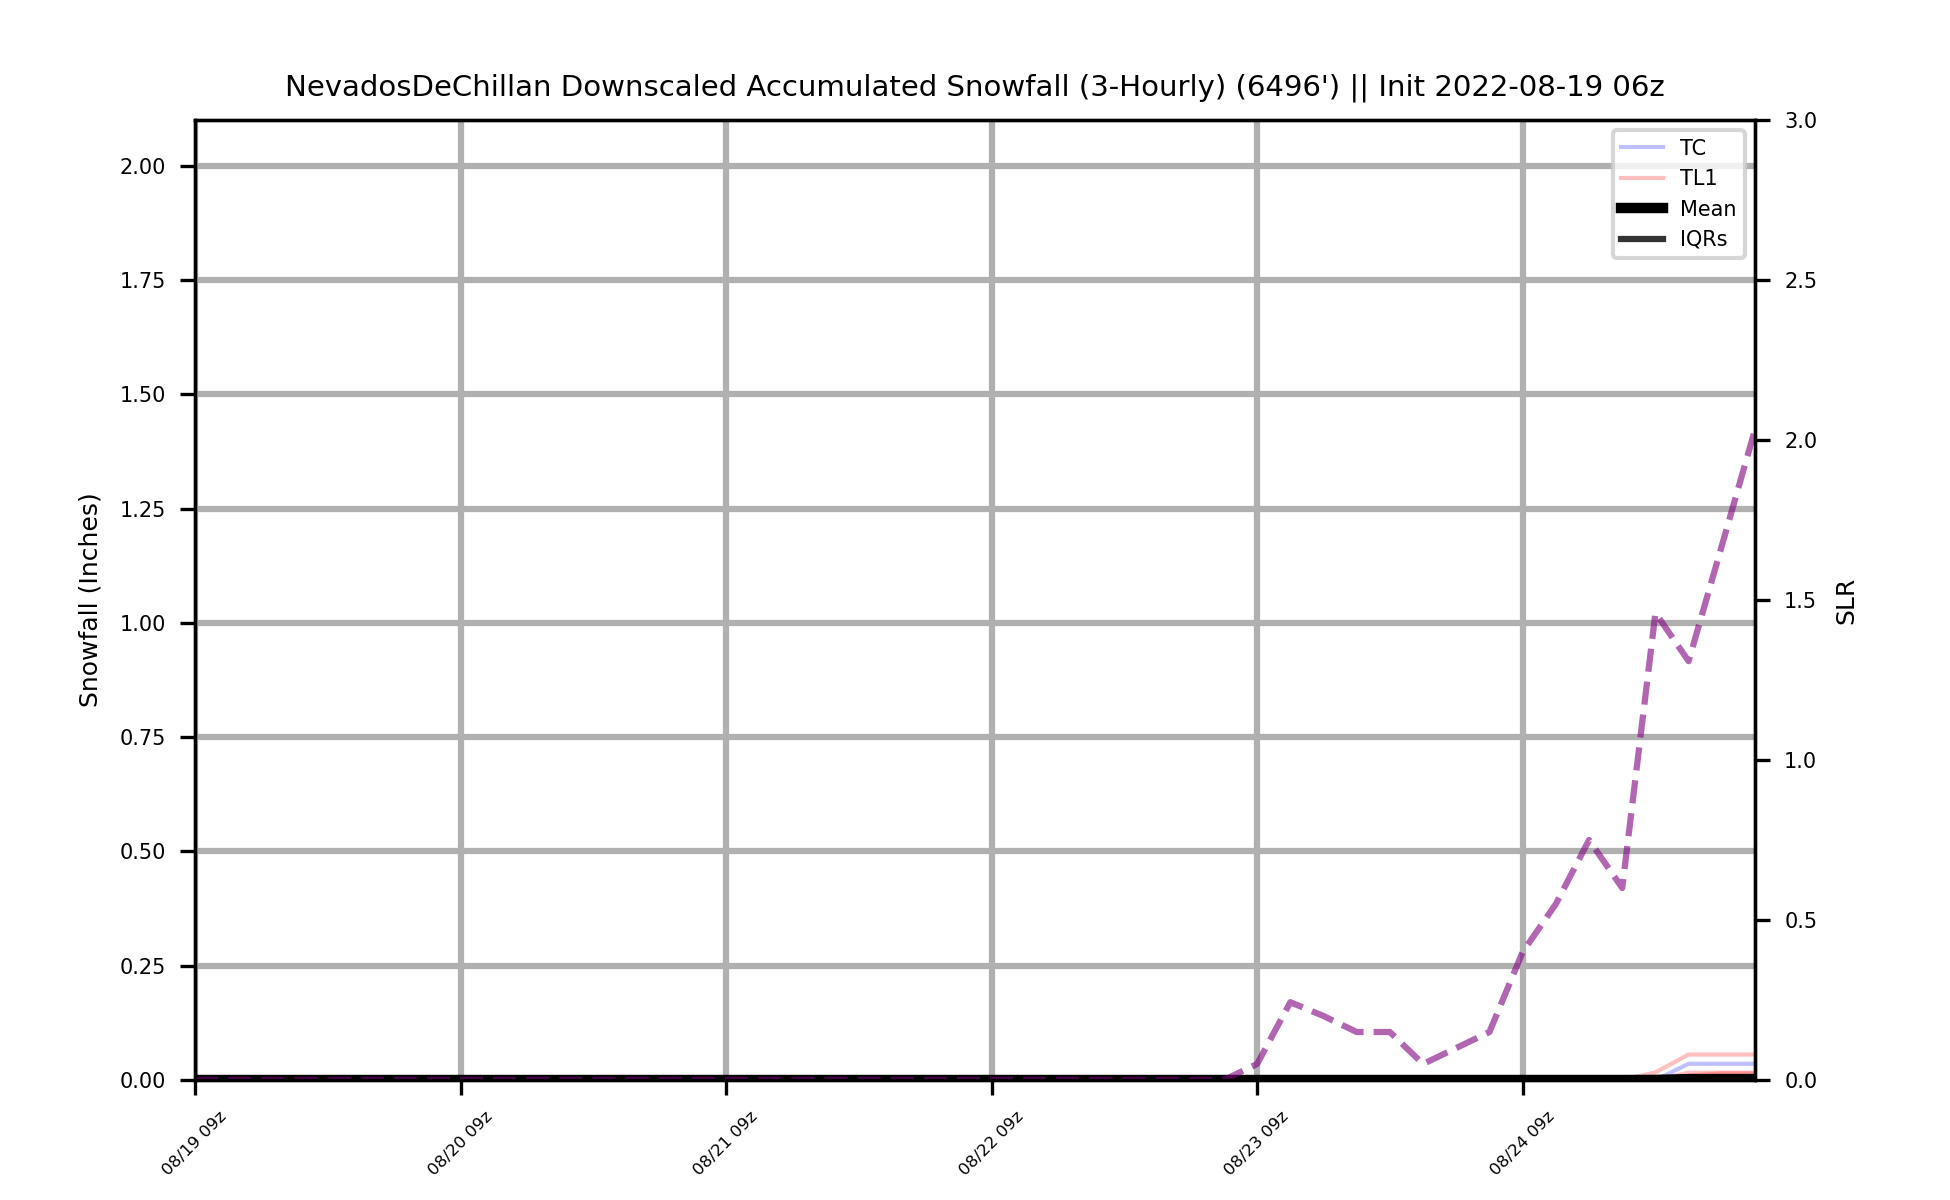 NevadosDeChillan Downscaled Accumulated Snowfall (3-Hourly) (6496') || Init 2022-08-19 06z
TC
TL1
Mean
IQRs
Snowfall (Inches)
2.00
1.75
1.50
1.25
1.00
0.75
0.50
0.25
0.00
3.0
2.5
2.0
1.5
1.0
0.5
0.0
SLR
08/19 09z
08/20 09z
08/21 09z
08/22 09z
08/23 09z
08/24 09z